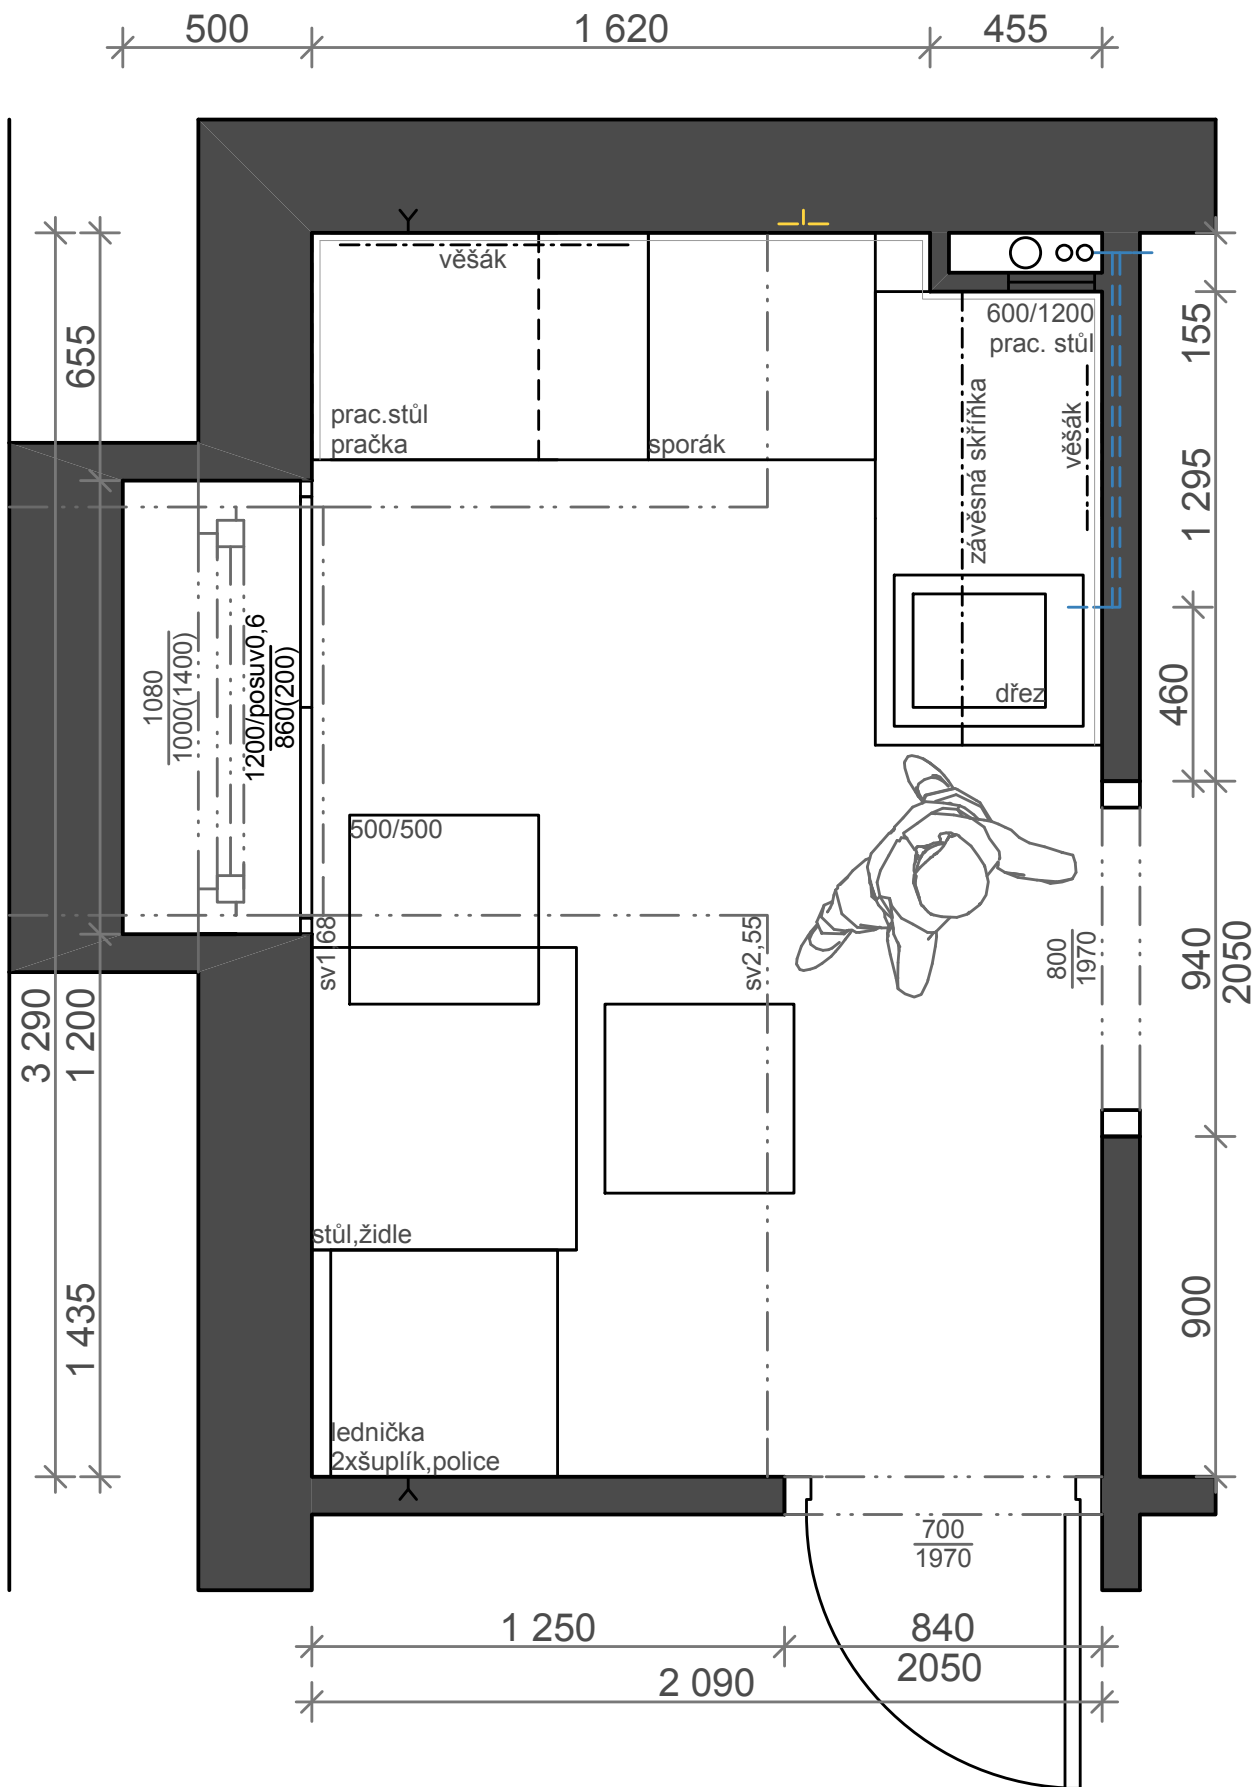 500
1 620
455
věšák
600/1200
prac. stůl
155
655
prac.stůl
pračka
sporák
závěsná skříňka
věšák
1 295
1080
1000(1400)
1200/posuv0,6
860(200)
dřez
460
500/500
sv1,68
sv2,55
800
1970
940
2050
3 290
1 200
stůl,židle
1 435
900
lednička
2xšuplík,police
700
1970
1 250
840
2050
2 090